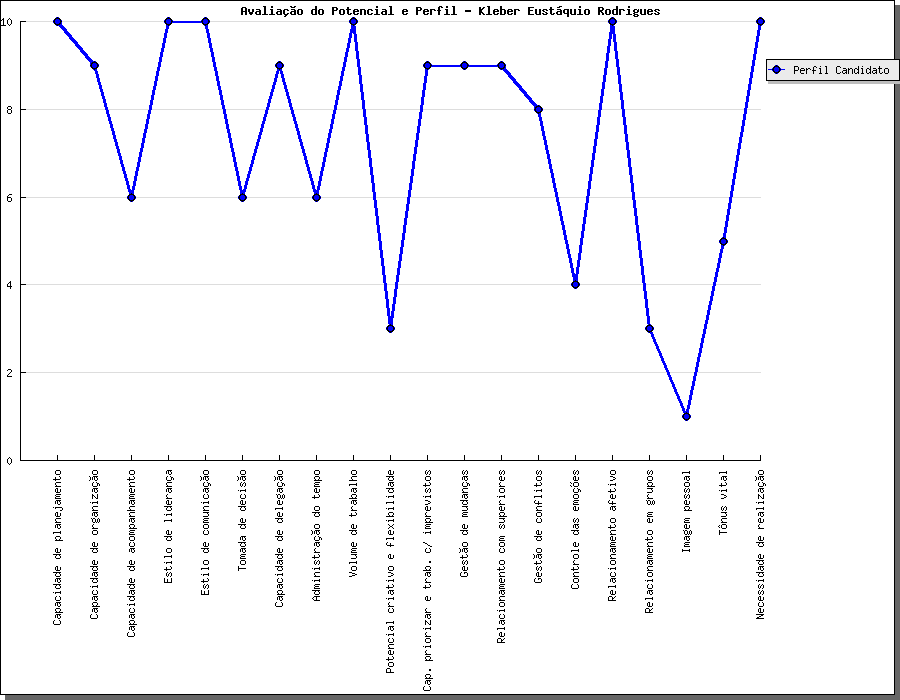 Avaliação do Potencial e Perfil - Kleber Eustáquio Rodrigues
10
8
6
4
2
0
Perfil Candidato
Capacidade de planejamento
Capacidade de organização
Capacidade de acompanhamento
Estilo de liderança
Estilo de comunicação
Tomada de decisão
Capacidade de delegação
Administração do tempo
Volume de trabalho
Potencial criativo e flexibilidade
Cap. priorizar e trab. c/ imprevistos
Gestão de mudanças
Relacionamento com superiores
Gestão de conflitos
Controle das emoções
Relacionamento afetivo
Relacionamento em grupos
Imagem pessoal
Tônus vital
Necessidade de realização